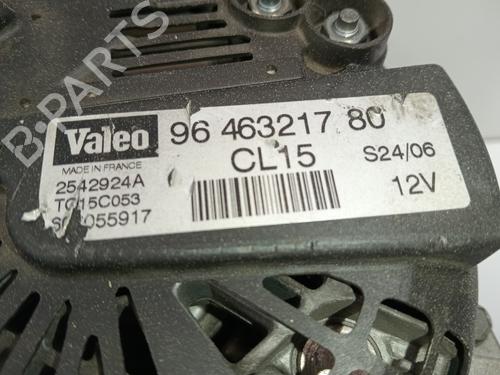 B-PARTS
Valeo
96 463217 80
MADE IN FRANCE
CL15
S24/06
2542924A
12V
TG15C053